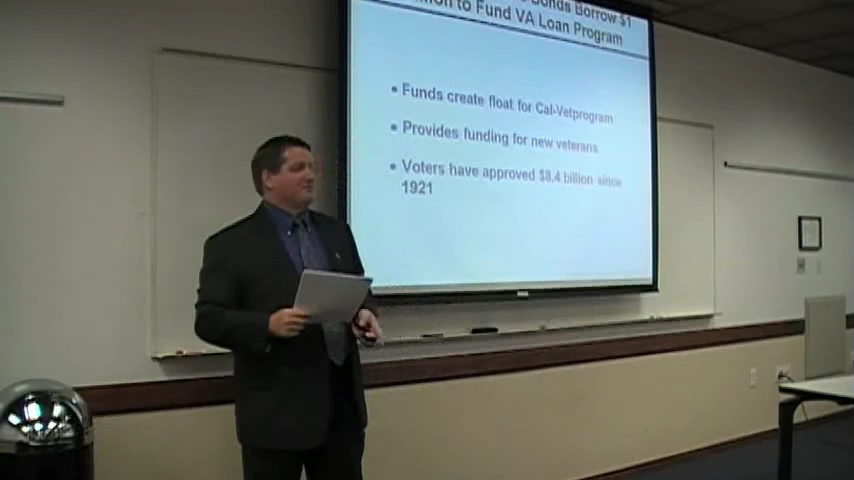 Bonds Borrow $1
to Fund VA Loan Program
• Funds create float for Cal-Vetprogram
• Provides funding for new veterans
• Voters have approved $8.4 billion since
1921